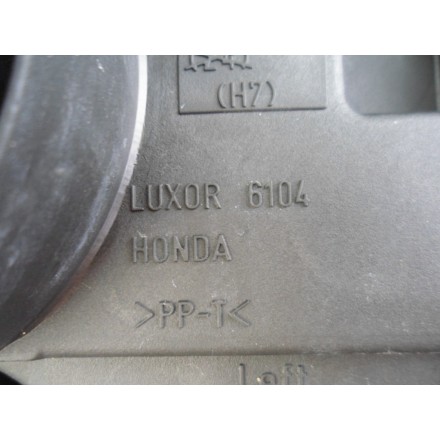 (H7)
LUXOR 6104
HONDA
>PP-T<
Left